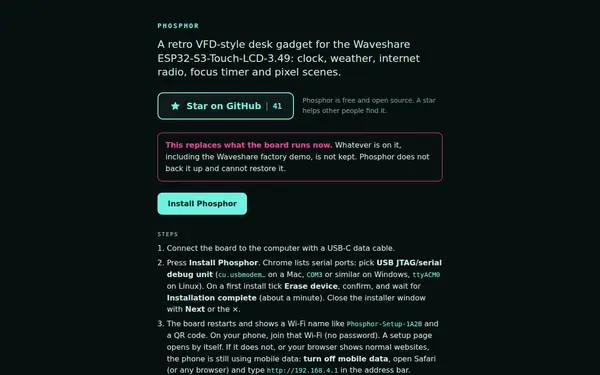 PHOSPHOR
A retro VFD-style desk gadget for the Waveshare
ESP32-S3-Touch-LCD-3.49: clock, weather, internet
radio, focus timer and pixel scenes.
★ Star on GitHub | 41
Phosphor is free and open source. A star
helps other people find it.
This replaces what the board runs now. Whatever is on it,
including the Waveshare factory demo, is not kept. Phosphor does not
back it up and cannot restore it.
Install Phosphor
STEPS
1. Connect the board to the computer with a USB-C data cable.
2. Press Install Phosphor. Chrome lists serial ports: pick USB JTAG/serial
debug unit (cu.usbmodem… on a Mac, COM3 or similar on Windows, ttyACM0
on Linux). On a first install tick Erase device, confirm, and wait for
Installation complete (about a minute). Close the installer window
with Next or the ×.
3. The board restarts and shows a Wi-Fi name like Phosphor-Setup-1A2B and
a QR code. On your phone, join that Wi-Fi (no password). A setup page
opens by itself. If it does not, or your browser shows normal websites,
the phone is still using mobile data: turn off mobile data, open Safari
(or any browser) and type http://192.168.4.1 in the address bar.